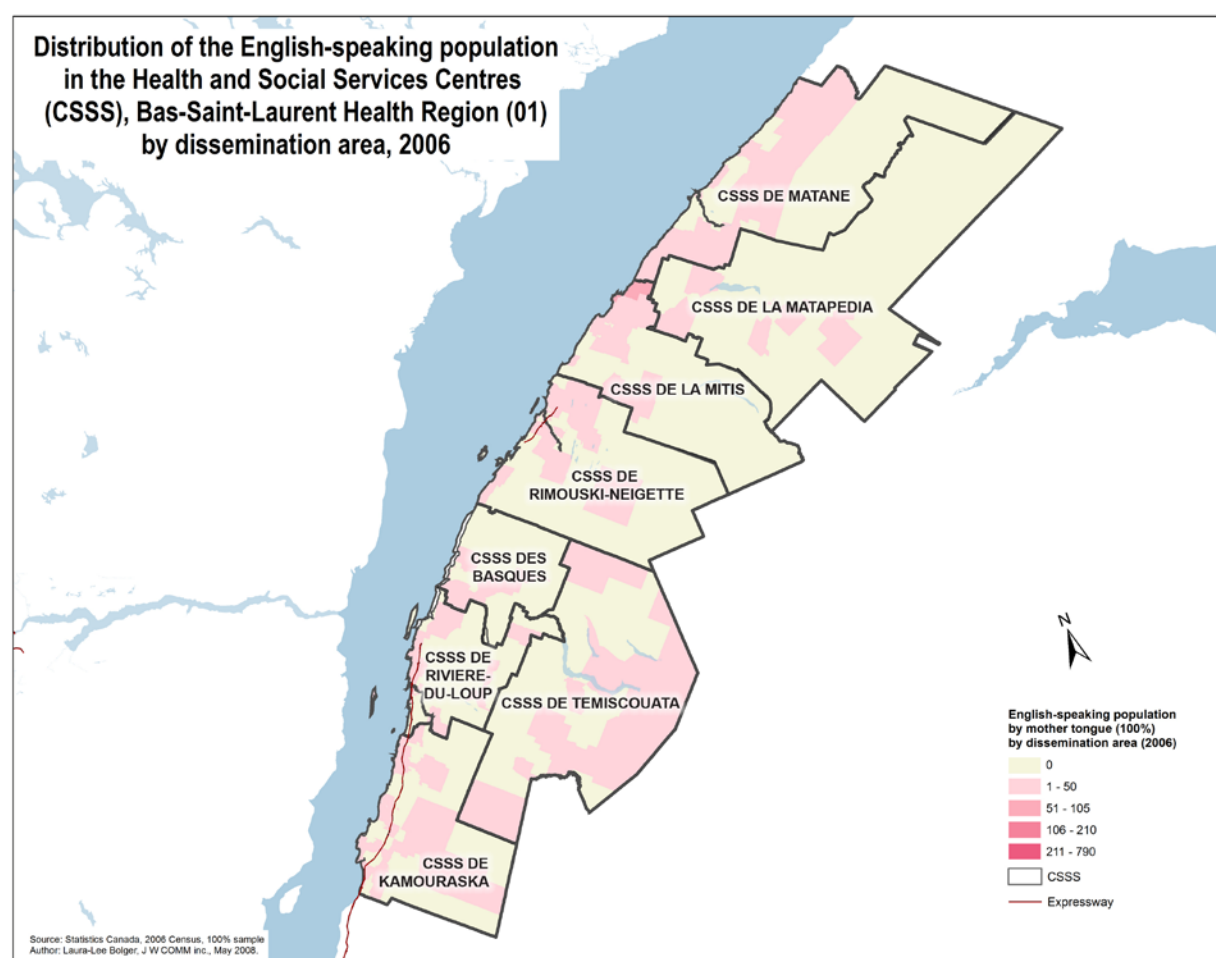 Distribution of the English-speaking population
in the Health and Social Services Centres
(CSSS), Bas-Saint-Laurent Health Region (01)
by dissemination area, 2006
CSSS DE MATANE
CSSS DE LA MATAPEDIA
CSSS DE LA MITIS
CSSS DE
RIMOUSKI-NEIGETTE
CSSS DES
BASQUES
CSSS DE
RIVIERE-
DU-LOUP
CSSS DE TEMISCOUATA
CSSS DE
KAMOURASKA
N
English-speaking population
by mother tongue (100%)
by dissemination area (2006)
0
1 - 50
51 - 105
106 - 210
211 - 790
CSSS
Expressway
Source: Statistics Canada, 2006 Census, 100% sample
Author: Laura-Lee Bolger, J W COMM inc., May 2008.